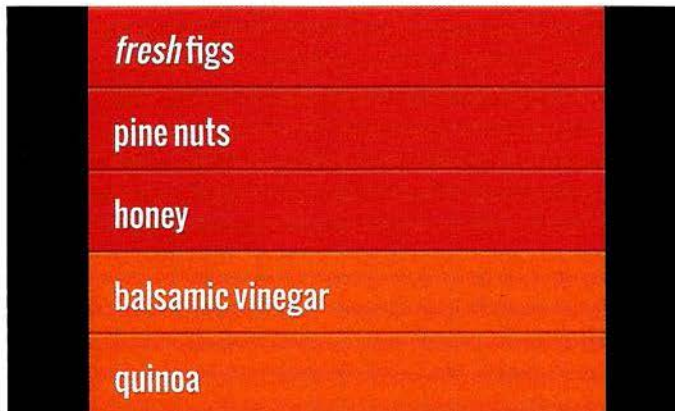 fresh figs
pine nuts
honey
balsamic vinegar
quinoa